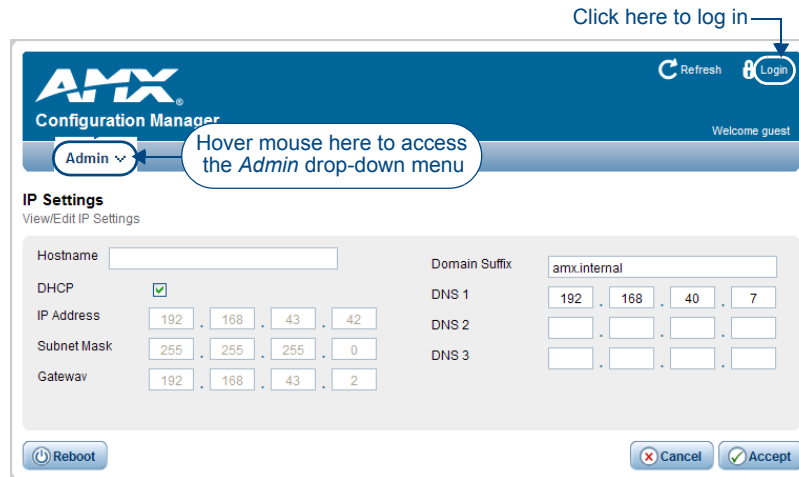 Click here to log in
AMX®
Refresh
Login
Configuration Manager
Welcome guest
Admin
Hover mouse here to access
the Admin drop-down menu
IP Settings
View/Edit IP Settings
Hostname
DHCP
IP Address 192 . 168 . 43 . 42
Subnet Mask 255 . 255 . 255 . 0
Gateway 192 . 168 . 43 . 2
Domain Suffix amx.internal
DNS 1 192 . 168 . 40 . 7
DNS 2 . . .
DNS 3 . . .
Reboot
Cancel
Accept